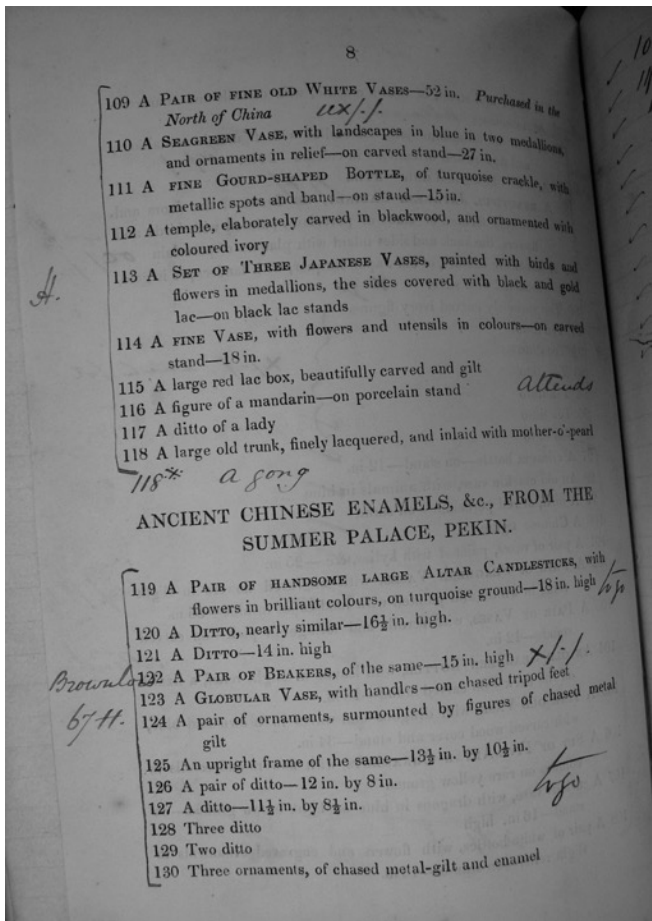 8
109 A PAIR OF FINE OLD WHITE VASES—52 in. Purchased in the
North of China
110 A SEAGREEN VASE, with landscapes in blue in two medallions,
and ornaments in relief—on carved stand—27 in.
111 A FINE GOURD-SHAPED BOTTLE, of turquoise crackle, with
metallic spots and band—on stand—15 in.
112 A temple, elaborately carved in blackwood, and ornamented with
coloured ivory
113 A SET OF THREE JAPANESE VASES, painted with birds and
flowers in medallions, the sides covered with black and gold
lac—on black lac stands
H.
114 A FINE VASE, with flowers and utensils in colours—on carved
stand—18 in.
115 A large red lac box, beautifully carved and gilt
116 A figure of a mandarin—on porcelain stand attends
117 A ditto of a lady
118 A large old trunk, finely lacquered, and inlaid with mother-o'-pearl
118* a gong
ANCIENT CHINESE ENAMELS, &c., FROM THE
SUMMER PALACE, PEKIN.
119 A PAIR OF HANDSOME LARGE ALTAR CANDLESTICKS, with
flowers in brilliant colours, on turquoise ground—18 in. high
120 A DITTO, nearly similar—16½ in. high.
121 A DITTO—14 in. high
122 A PAIR OF BEAKERS, of the same—15 in. high x/-/.
123 A GLOBULAR VASE, with handles—on chased tripod feet
67 H.
124 A pair of ornaments, surmounted by figures of chased metal
gilt
125 An upright frame of the same—13½ in. by 10½ in.
126 A pair of ditto—12 in. by 8 in.
127 A ditto—11½ in. by 8½ in.
128 Three ditto
129 Two ditto
130 Three ornaments, of chased metal-gilt and enamel